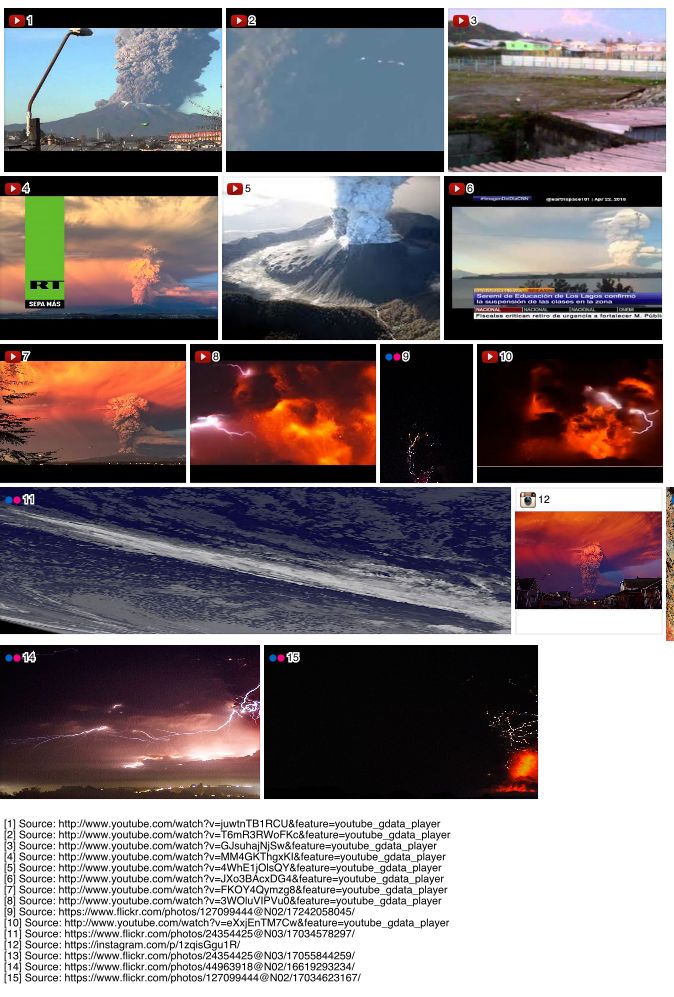 1
2
3
4
RT
SEPA MÁS
5
6
#ImagenDelDíaCNN @earthspace101 | Apr 22, 2015
Seremi de Educación de Los Lagos confirmó
la suspensión de las clases en la zona
NACIONAL NACIONAL NACIONAL ONEMI
Fiscales critican retiro de urgencia a fortalecer M. Públi
7
8
9
10
11
12
14
15
[1] Source: http://www.youtube.com/watch?v=juwtnTB1RCU&feature=youtube_gdata_player
[2] Source: http://www.youtube.com/watch?v=T6mR3RWoFKc&feature=youtube_gdata_player
[3] Source: http://www.youtube.com/watch?v=GJsuhajNjSw&feature=youtube_gdata_player
[4] Source: http://www.youtube.com/watch?v=MM4GKThgxKI&feature=youtube_gdata_player
[5] Source: http://www.youtube.com/watch?v=4WhE1jOlsQY&feature=youtube_gdata_player
[6] Source: http://www.youtube.com/watch?v=JXo3BAcxDG4&feature=youtube_gdata_player
[7] Source: http://www.youtube.com/watch?v=FKOY4Qymzg8&feature=youtube_gdata_player
[8] Source: http://www.youtube.com/watch?v=3WOluVIPVu0&feature=youtube_gdata_player
[9] Source: https://www.flickr.com/photos/127099444@N02/17242058045/
[10] Source: http://www.youtube.com/watch?v=eXxjEnTM7Cw&feature=youtube_gdata_player
[11] Source: https://www.flickr.com/photos/24354425@N03/17034578297/
[12] Source: https://instagram.com/p/1zqisGgu1R/
[13] Source: https://www.flickr.com/photos/24354425@N03/17055844259/
[14] Source: https://www.flickr.com/photos/44963918@N02/16619293234/
[15] Source: https://www.flickr.com/photos/127099444@N02/17034623167/